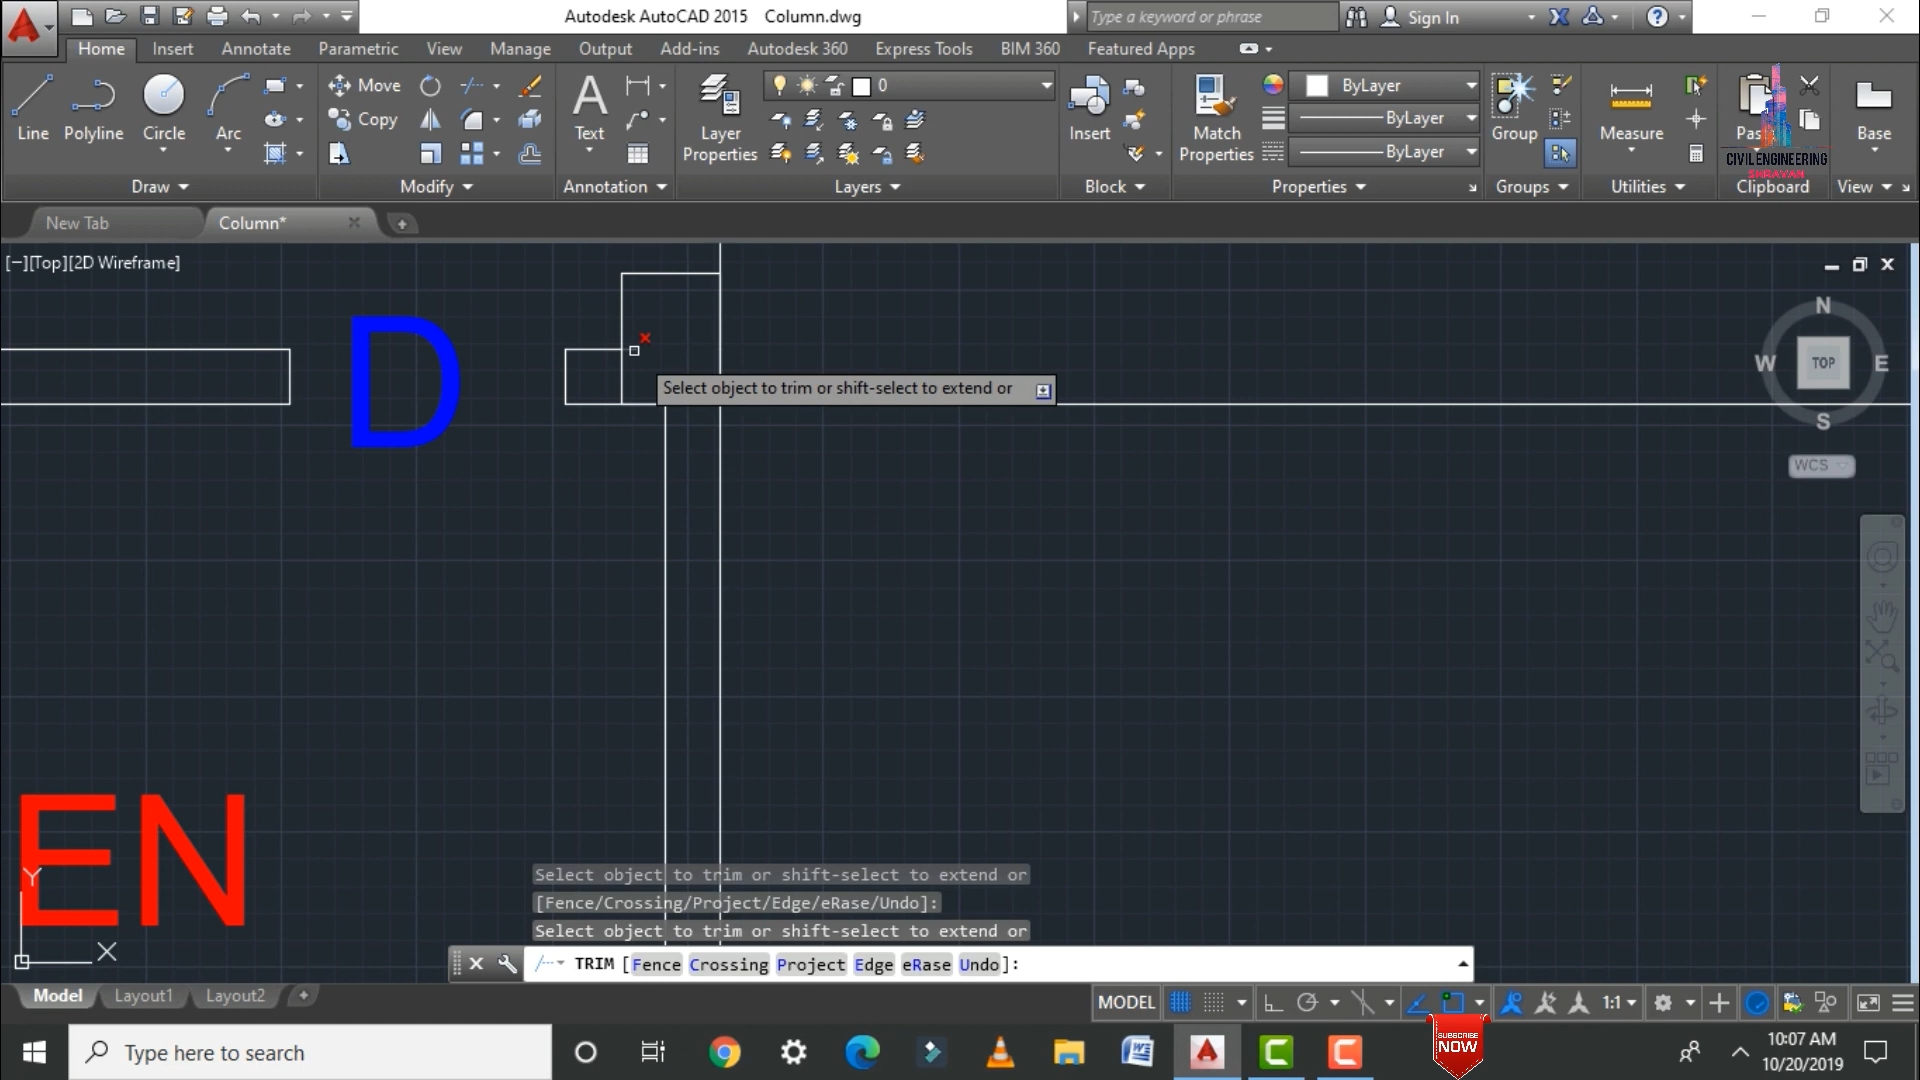 Autodesk AutoCAD 2015 Column.dwg
Type a keyword or phrase
Sign In
Home Insert Annotate Parametric View Manage Output Add-ins Autodesk 360 Express Tools BIM 360 Featured Apps
Line Polyline Circle Arc
Move
Copy
Text
Layer Properties
0
Insert
Match Properties
ByLayer
ByLayer
ByLayer
Group
Measure
Base
CIVIL ENGINEERING
SHRAVAN
Draw Modify Annotation Layers Block Properties Groups Utilities Clipboard View
New Tab Column*
[−][Top][2D Wireframe]
D
N
W TOP E
S
WCS
Select object to trim or shift-select to extend or
EN
Y
X
Select object to trim or shift-select to extend or
[Fence/Crossing/Project/Edge/eRase/Undo]:
Select object to trim or shift-select to extend or
TRIM [Fence Crossing Project Edge eRase Undo]:
Model Layout1 Layout2
MODEL 1:1
SUBSCRIBE
NOW
Type here to search
10:07 AM
10/20/2019